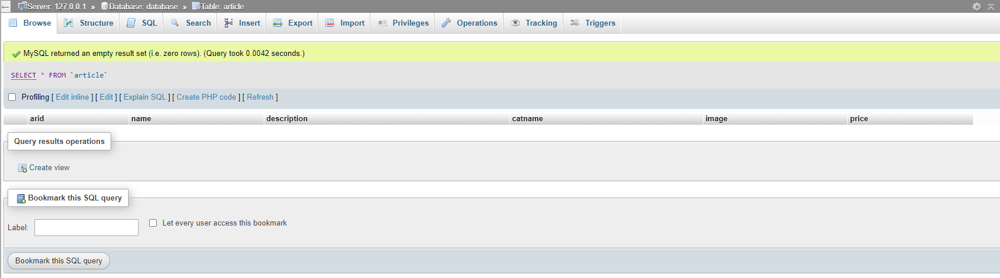 Server: 127.0.0.1 » Database: database » Table: article
Browse Structure SQL Search Insert Export Import Privileges Operations Tracking Triggers
MySQL returned an empty result set (i.e. zero rows). (Query took 0.0042 seconds.)
SELECT * FROM `article`
Profiling [ Edit inline ] [ Edit ] [ Explain SQL ] [ Create PHP code ] [ Refresh ]
arid name description catname image price
Query results operations
Create view
Bookmark this SQL query
Label: Let every user access this bookmark
Bookmark this SQL query